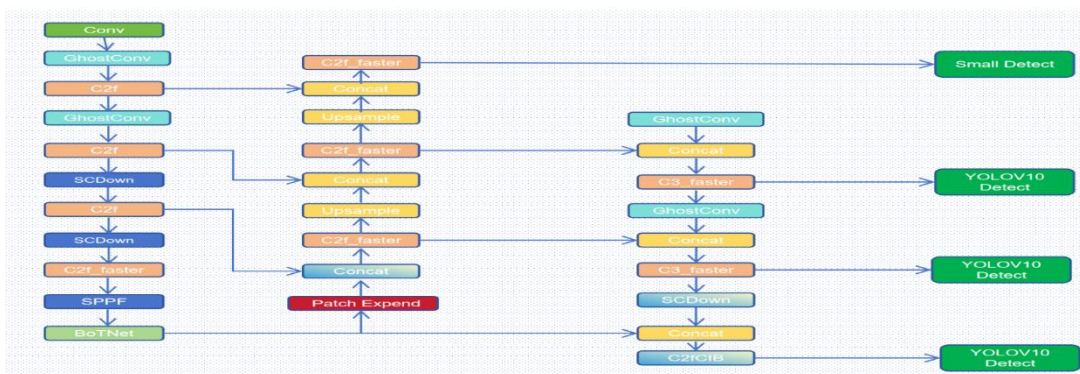 Conv
GhostConv
C2f
GhostConv
C2f
SCDown
C2f
SCDown
C2f_faster
SPPF
BoTNet
C2f_faster
Concat
Upsample
C2f_faster
Concat
Upsample
C2f_faster
Concat
Patch Expend
GhostConv
Concat
C3_faster
GhostConv
Concat
C3_faster
SCDown
Concat
C2fCIB
Small Detect
YOLOV10
Detect
YOLOV10
Detect
YOLOV10
Detect